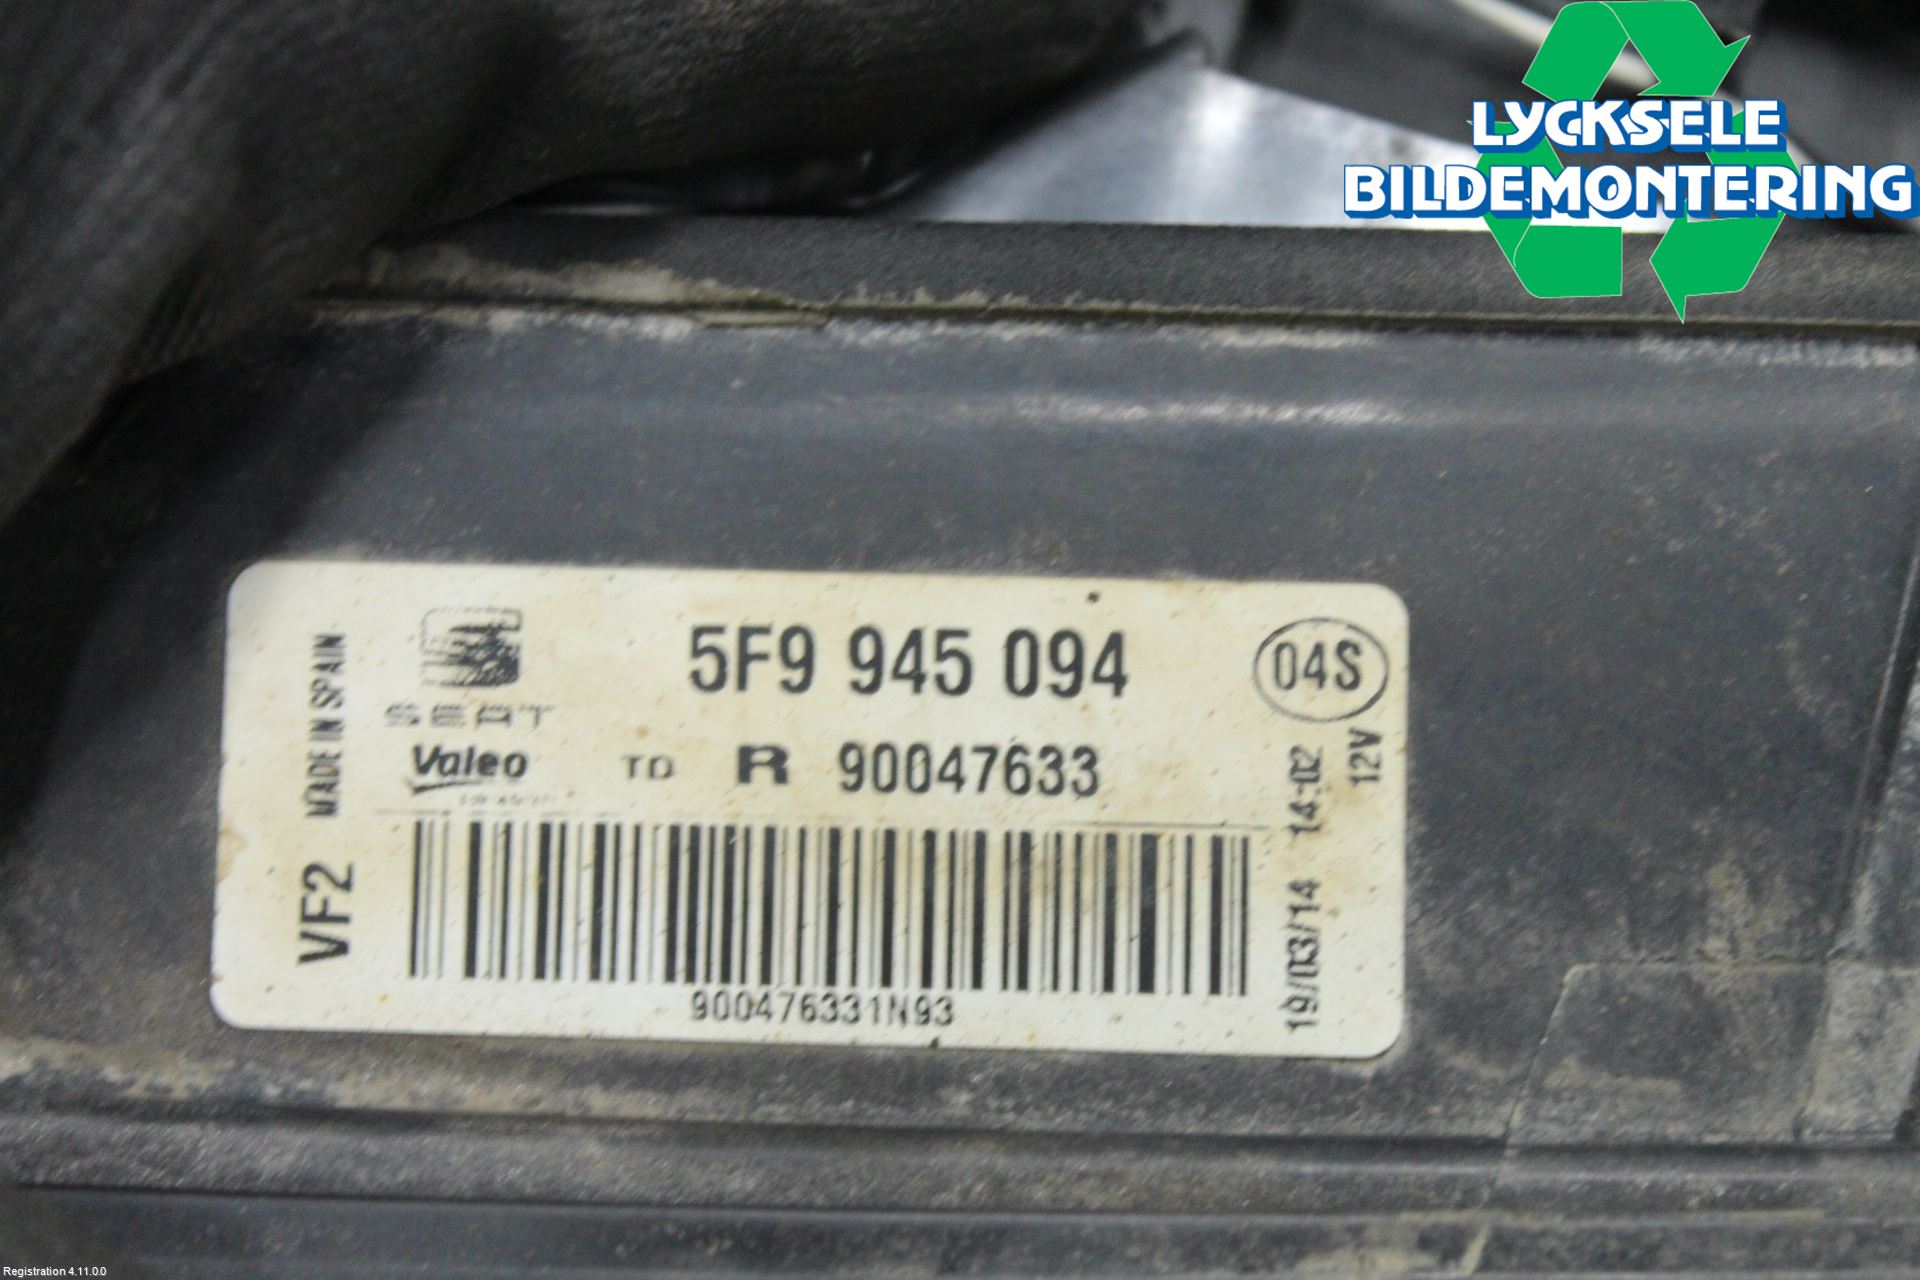 LYCKSELE
BILDEMONTERING
MADE IN SPAIN
VF2
SEAT
5F9 945 094
04S
Valeo TD R 90047633
12V
19/03/14 14:02
900476331N93
Registration 4.11.0.0